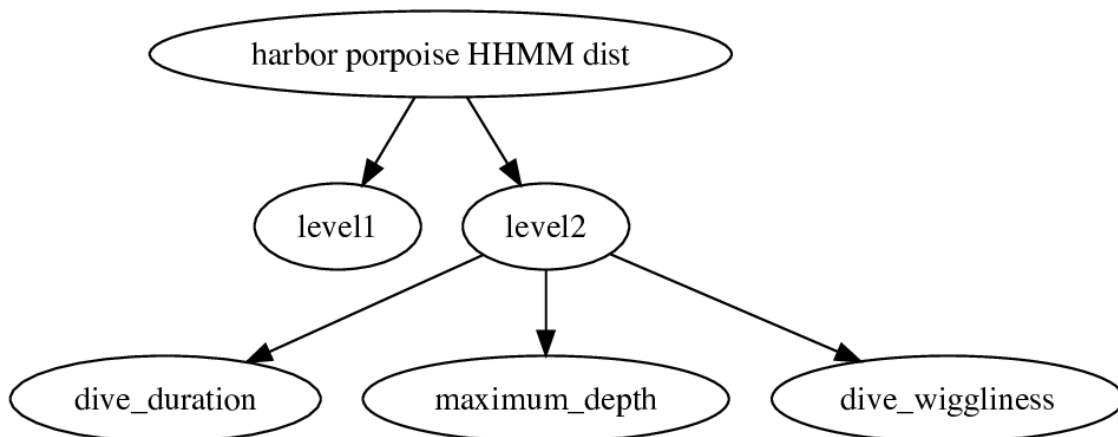 harbor porpoise HHMM dist
level1
level2
dive_duration
maximum_depth
dive_wiggliness